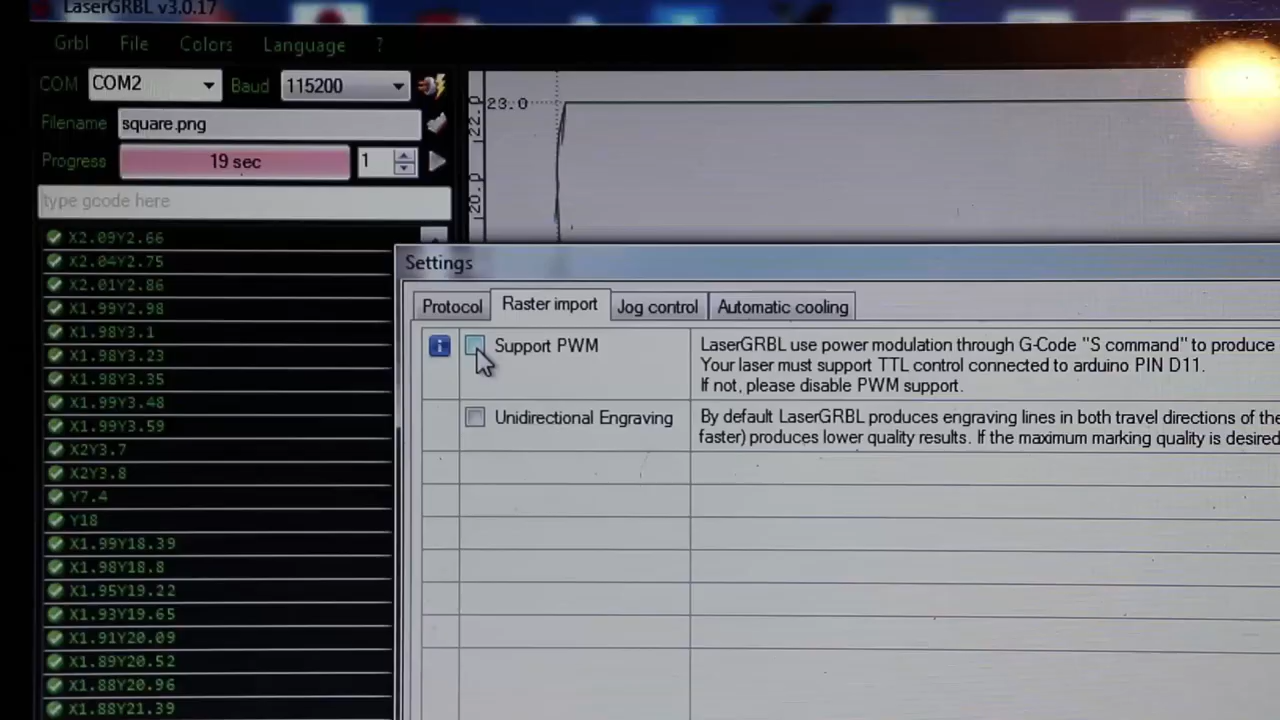 LaserGRBL v3.0.17
Grbl File Colors Language ?
COM COM2 Baud 115200
Filename square.png
Progress 19 sec 1
type gcode here
X2.09Y2.66
X2.04Y2.75
X2.01Y2.86
X1.99Y2.98
X1.98Y3.1
X1.98Y3.23
X1.98Y3.35
X1.99Y3.48
X1.99Y3.59
X2Y3.7
X2Y3.8
Y7.4
Y18
X1.99Y18.39
X1.98Y18.8
X1.95Y19.22
X1.93Y19.65
X1.91Y20.09
X1.89Y20.52
X1.88Y20.96
X1.88Y21.39
23.0
22.0
20.0
Settings
Protocol Raster import Jog control Automatic cooling
Support PWM
LaserGRBL use power modulation through G-Code "S command" to produce
Your laser must support TTL control connected to arduino PIN D11.
If not, please disable PWM support.
Unidirectional Engraving
By default LaserGRBL produces engraving lines in both travel directions of the
faster) produces lower quality results. If the maximum marking quality is desired